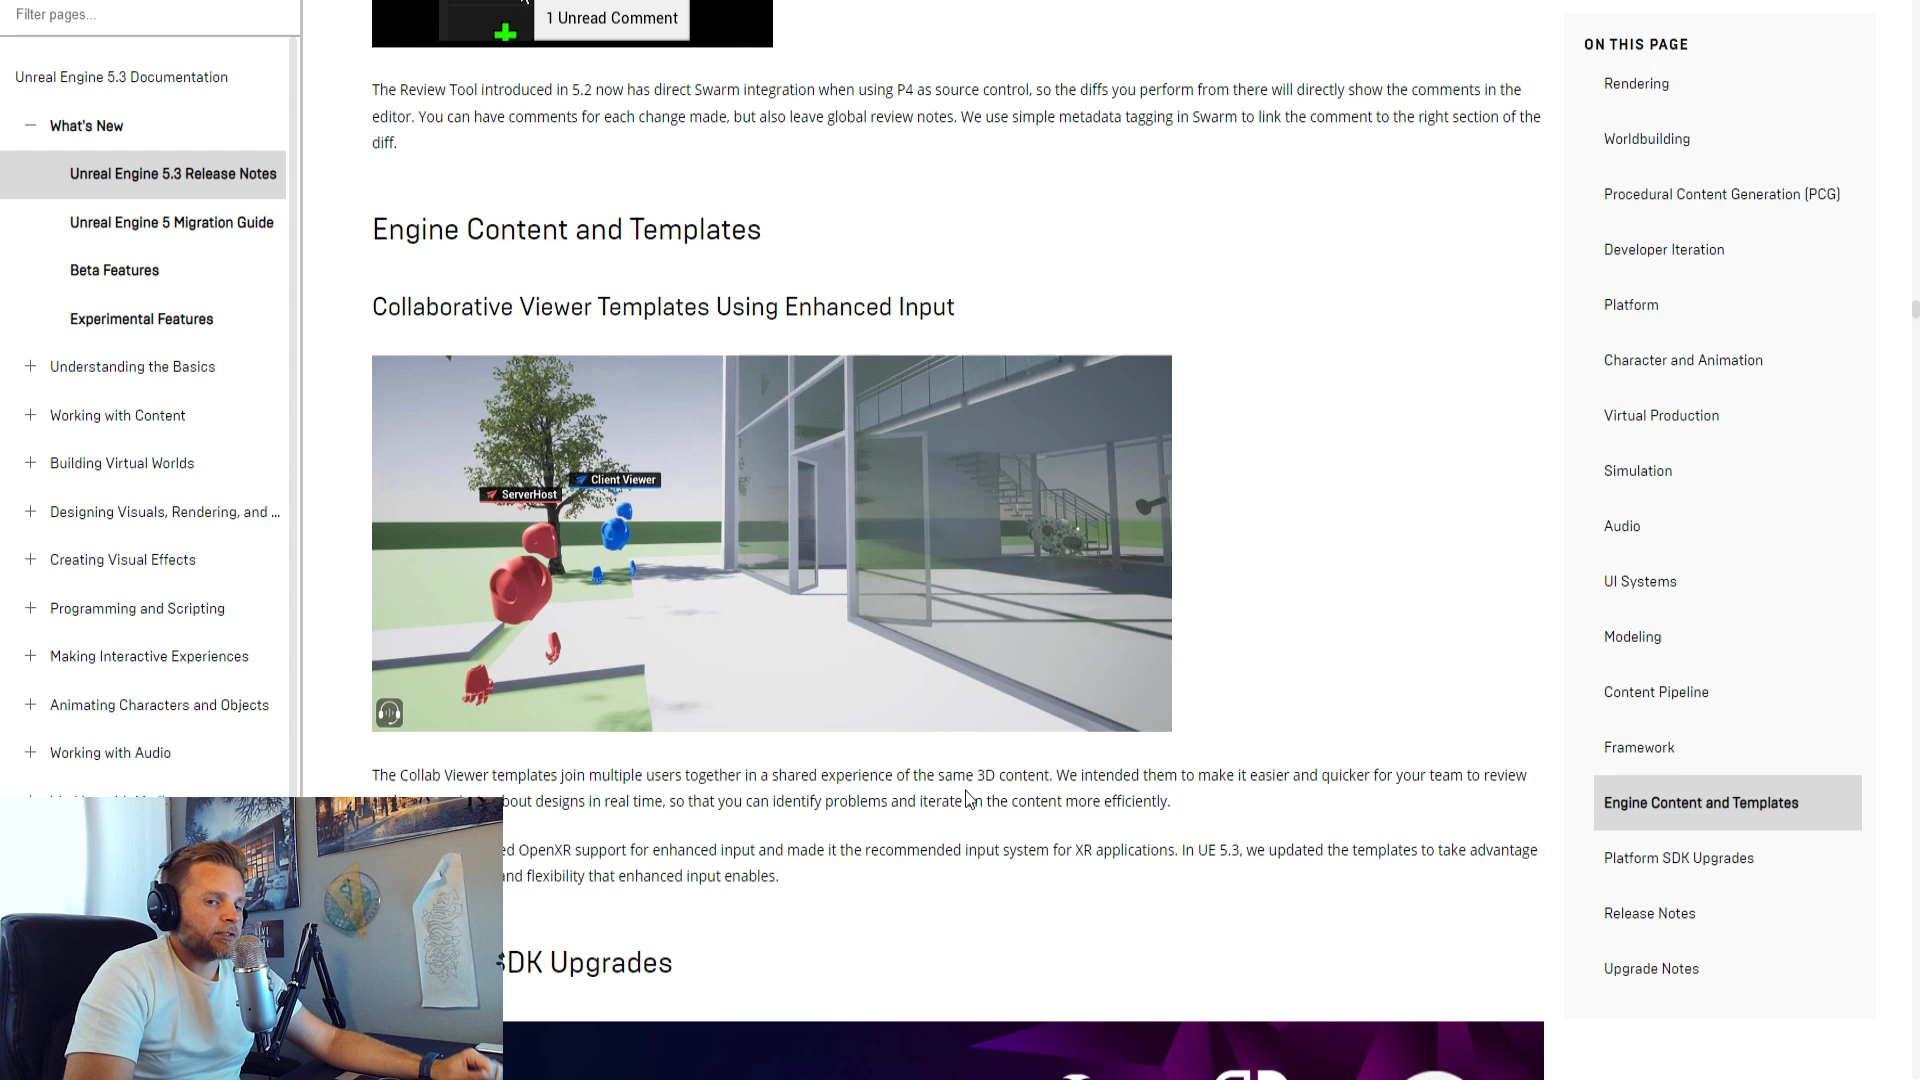 Filter pages...
Unreal Engine 5.3 Documentation
What's New
Unreal Engine 5.3 Release Notes
Unreal Engine 5 Migration Guide
Beta Features
Experimental Features
Understanding the Basics
Working with Content
Building Virtual Worlds
Designing Visuals, Rendering, and ...
Creating Visual Effects
Programming and Scripting
Making Interactive Experiences
Animating Characters and Objects
Working with Audio
1 Unread Comment
The Review Tool introduced in 5.2 now has direct Swarm integration when using P4 as source control, so the diffs you perform from there will directly show the comments in the
editor. You can have comments for each change made, but also leave global review notes. We use simple metadata tagging in Swarm to link the comment to the right section of the
diff.
Engine Content and Templates
Collaborative Viewer Templates Using Enhanced Input
Client Viewer
ServerHost
The Collab Viewer templates join multiple users together in a shared experience of the same 3D content. We intended them to make it easier and quicker for your team to review
designs in real time, so that you can identify problems and iterate on the content more efficiently.
OpenXR support for enhanced input and made it the recommended input system for XR applications. In UE 5.3, we updated the templates to take advantage
and flexibility that enhanced input enables.
SDK Upgrades
LIVE
ON THIS PAGE
Rendering
Worldbuilding
Procedural Content Generation (PCG)
Developer Iteration
Platform
Character and Animation
Virtual Production
Simulation
Audio
UI Systems
Modeling
Content Pipeline
Framework
Engine Content and Templates
Platform SDK Upgrades
Release Notes
Upgrade Notes